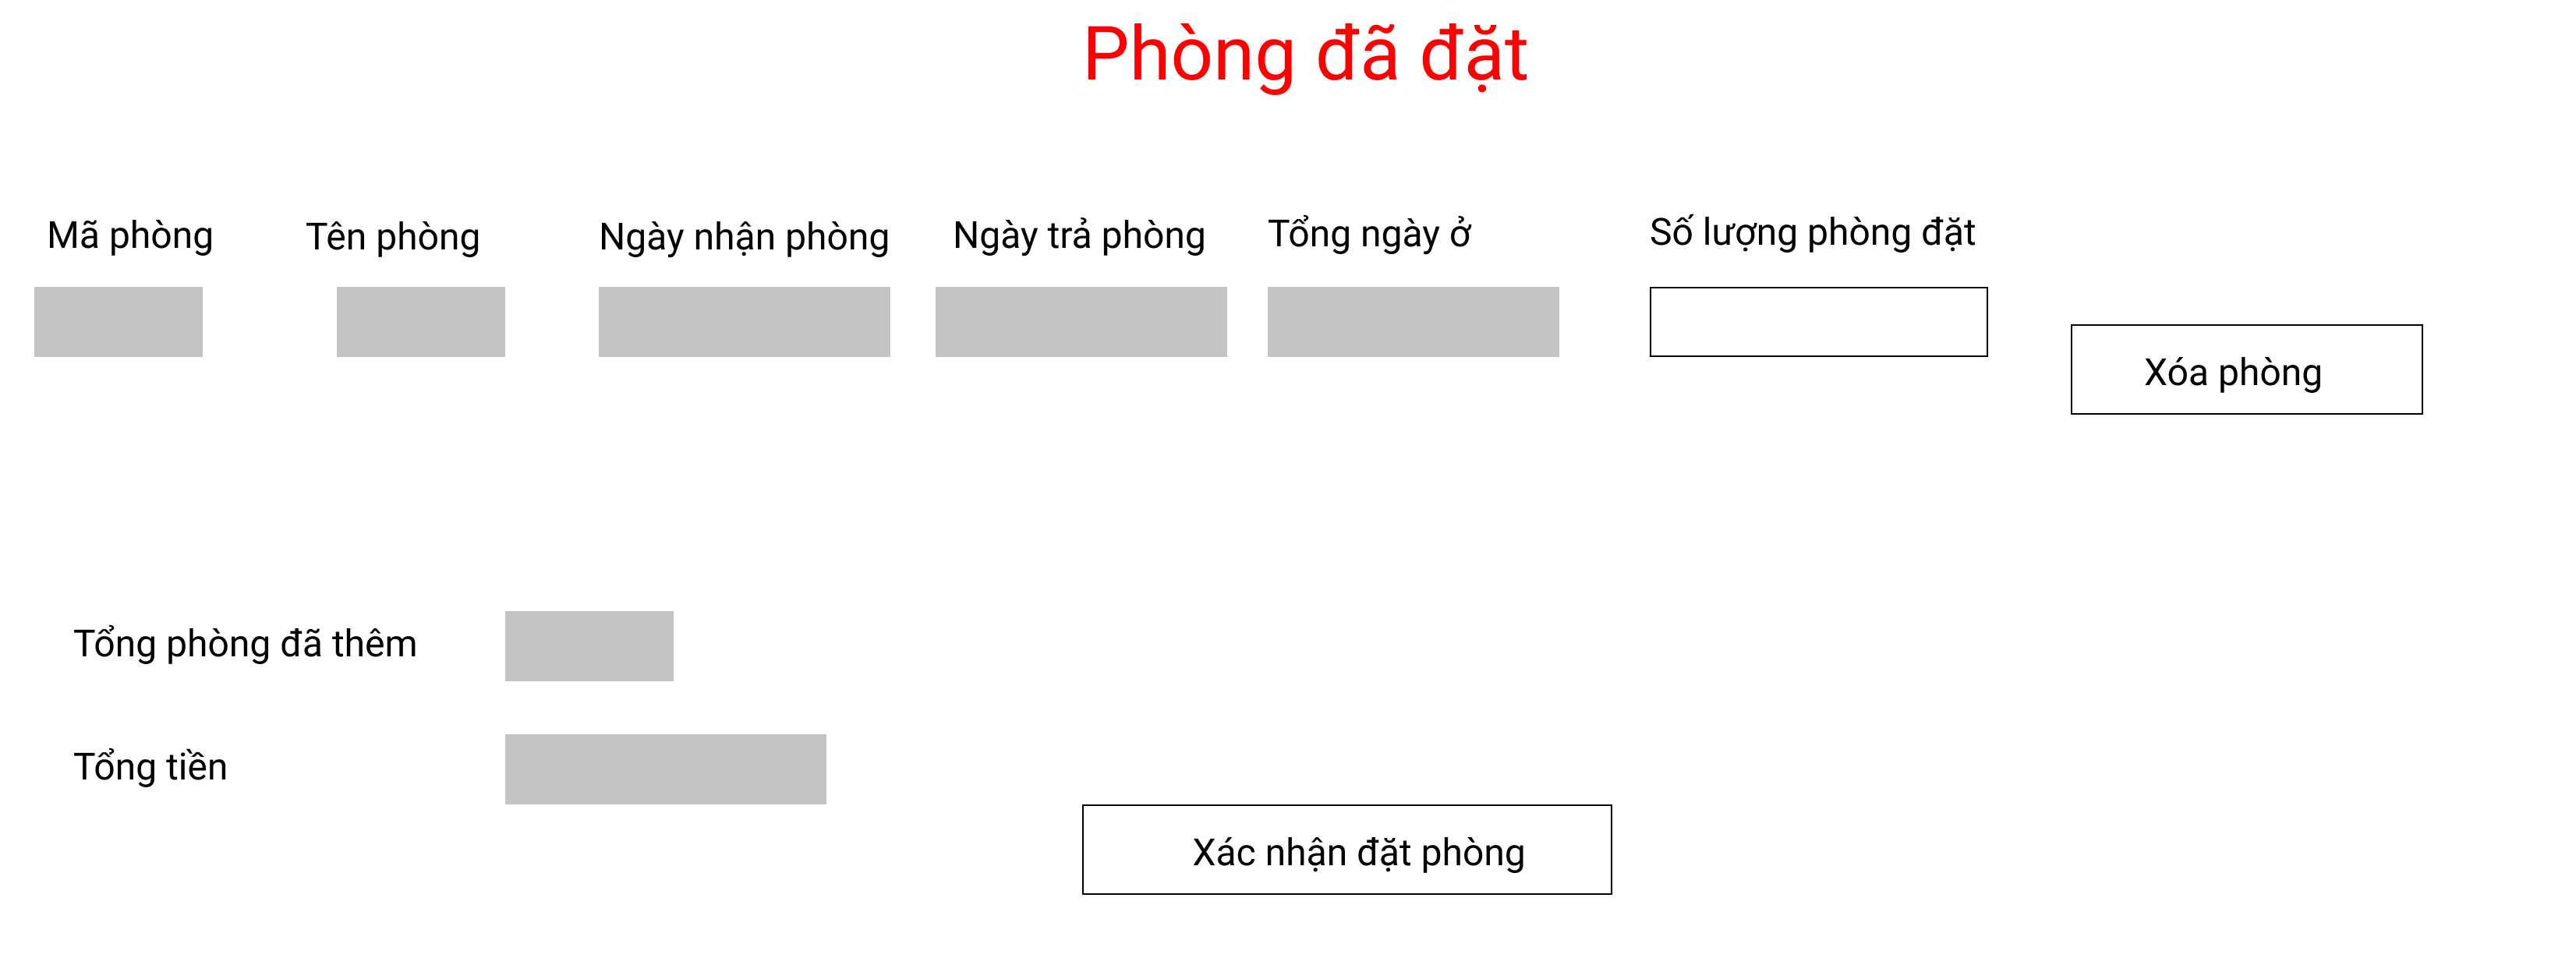 Phòng đã đặt
Mã phòng
Tên phòng
Ngày nhận phòng
Ngày trả phòng
Tổng ngày ở
Số lượng phòng đặt
Xóa phòng
Tổng phòng đã thêm
Tổng tiền
Xác nhận đặt phòng